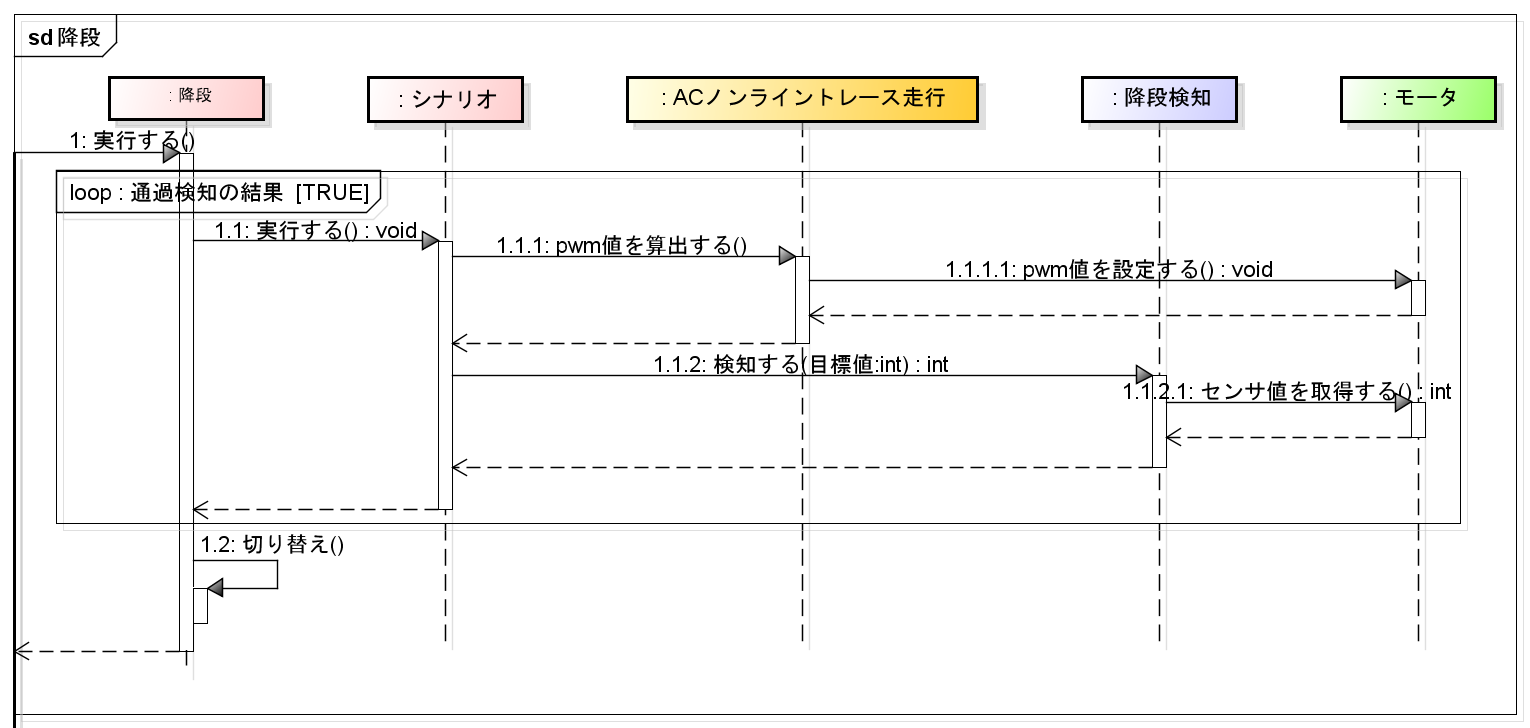 sd 降段
: 降段
: シナリオ
: ACノンライントレース走行
: 降段検知
: モータ
1: 実行する()
loop : 通過検知の結果 [TRUE]
1.1: 実行する() : void
1.1.1: pwm値を算出する()
1.1.1.1: pwm値を設定する() : void
1.1.2: 検知する(目標値:int) : int
1.1.2.1: センサ値を取得する() : int
1.2: 切り替え()